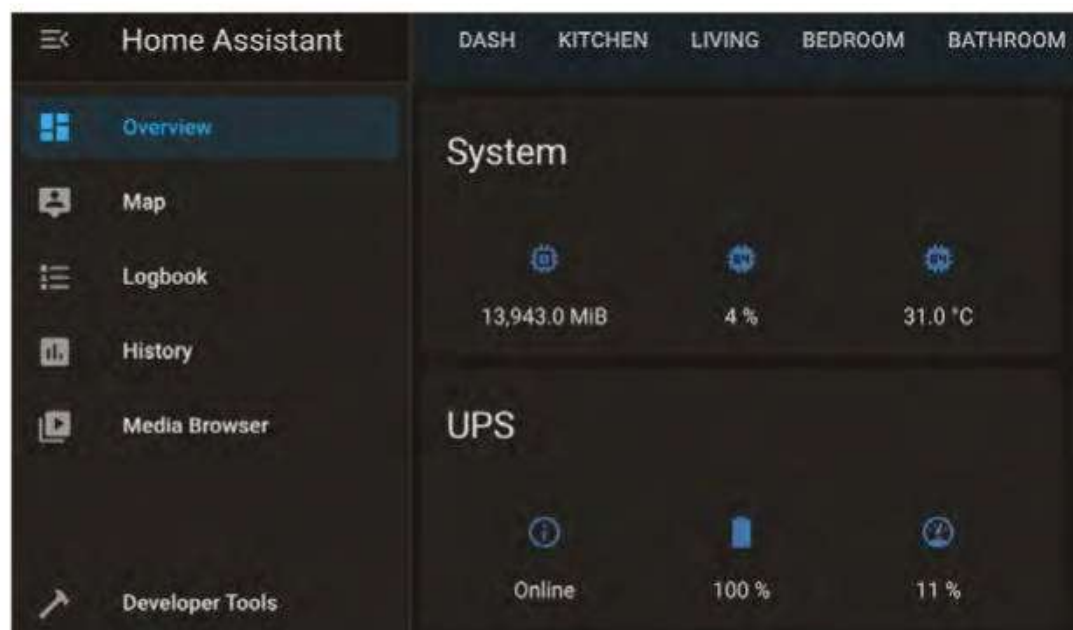 Home Assistant
DASH KITCHEN LIVING BEDROOM BATHROOM
Overview
Map
Logbook
History
Media Browser
Developer Tools
System
13,943.0 MiB 4 % 31.0 °C
UPS
Online 100 % 11 %